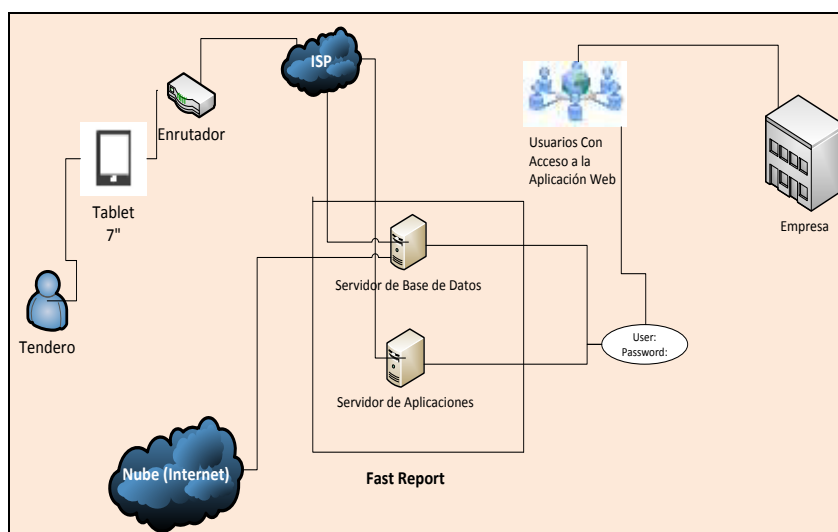 ISP
Enrutador
Usuarios Con
Acceso a la
Aplicación Web
Tablet
7"
Empresa
Servidor de Base de Datos
Tendero
User:
Password:
Servidor de Aplicaciones
Nube (Internet)
Fast Report